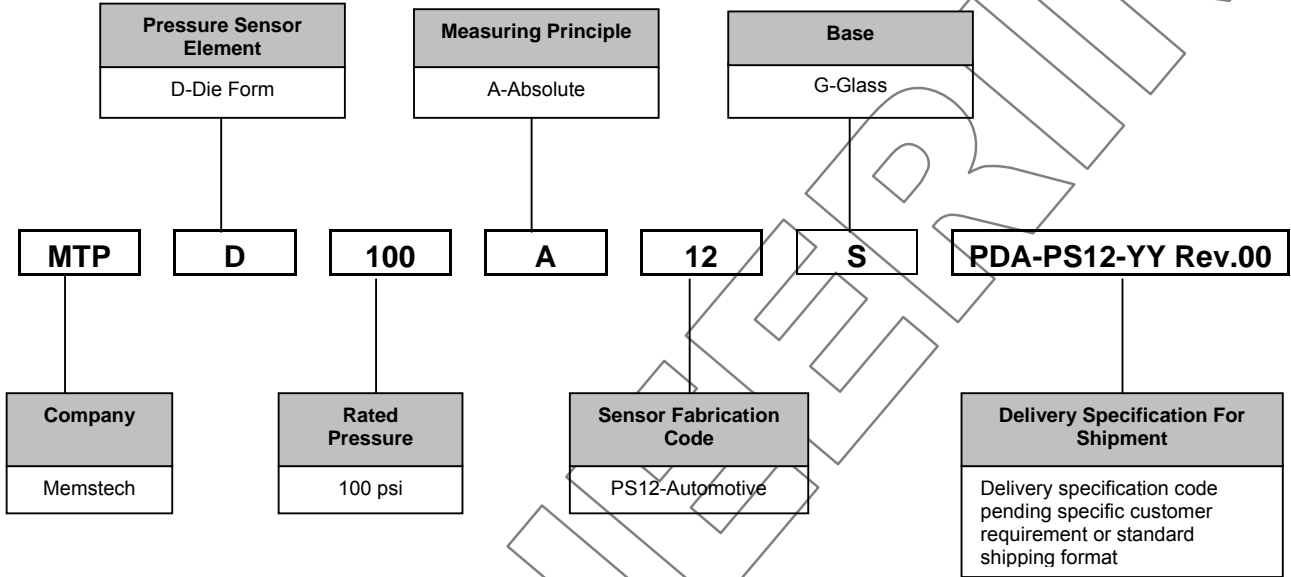 Pressure Sensor
Element
D-Die Form
Measuring Principle
A-Absolute
Base
G-Glass
MTP
D
100
A
12
S
PDA-PS12-YY Rev.00
Company
Memstech
Rated
Pressure
100 psi
Sensor Fabrication
Code
PS12-Automotive
Delivery Specification For
Shipment
Delivery specification code
pending specific customer
requirement or standard
shipping format